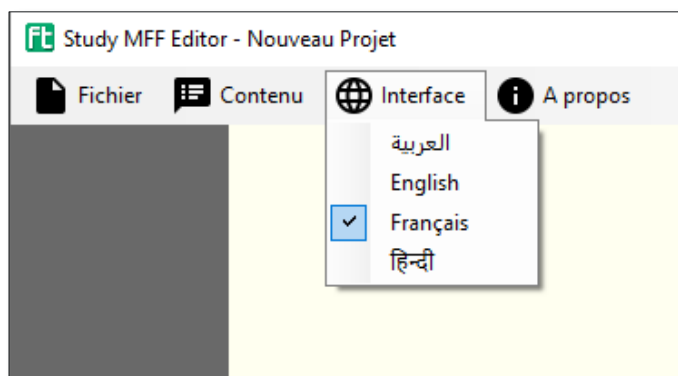 Ft Study MFF Editor - Nouveau Projet
Fichier Contenu Interface A propos
العربية
English
Français
हिन्दी